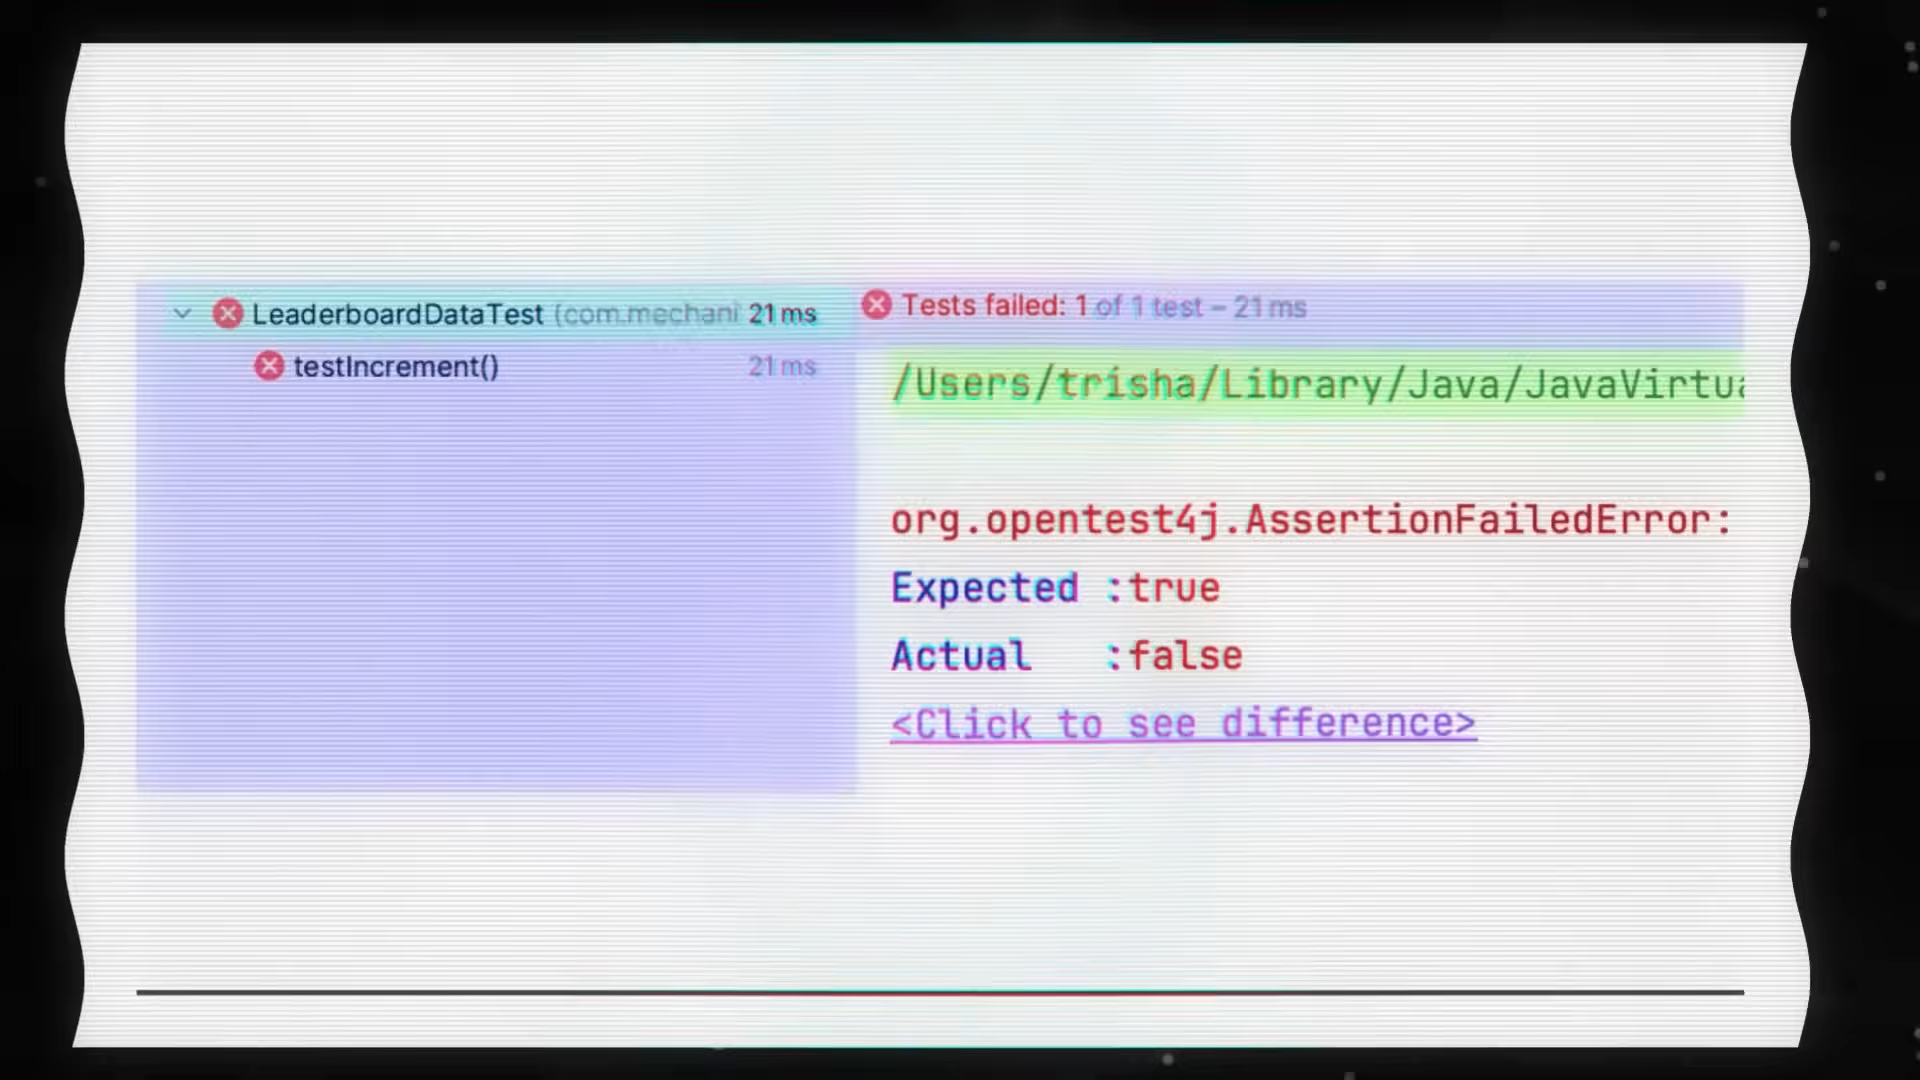 LeaderboardDataTest (com.mechani 21 ms
testIncrement() 21 ms
Tests failed: 1 of 1 test – 21 ms
/Users/trisha/Library/Java/JavaVirtua
org.opentest4j.AssertionFailedError:
Expected :true
Actual :false
<Click to see difference>